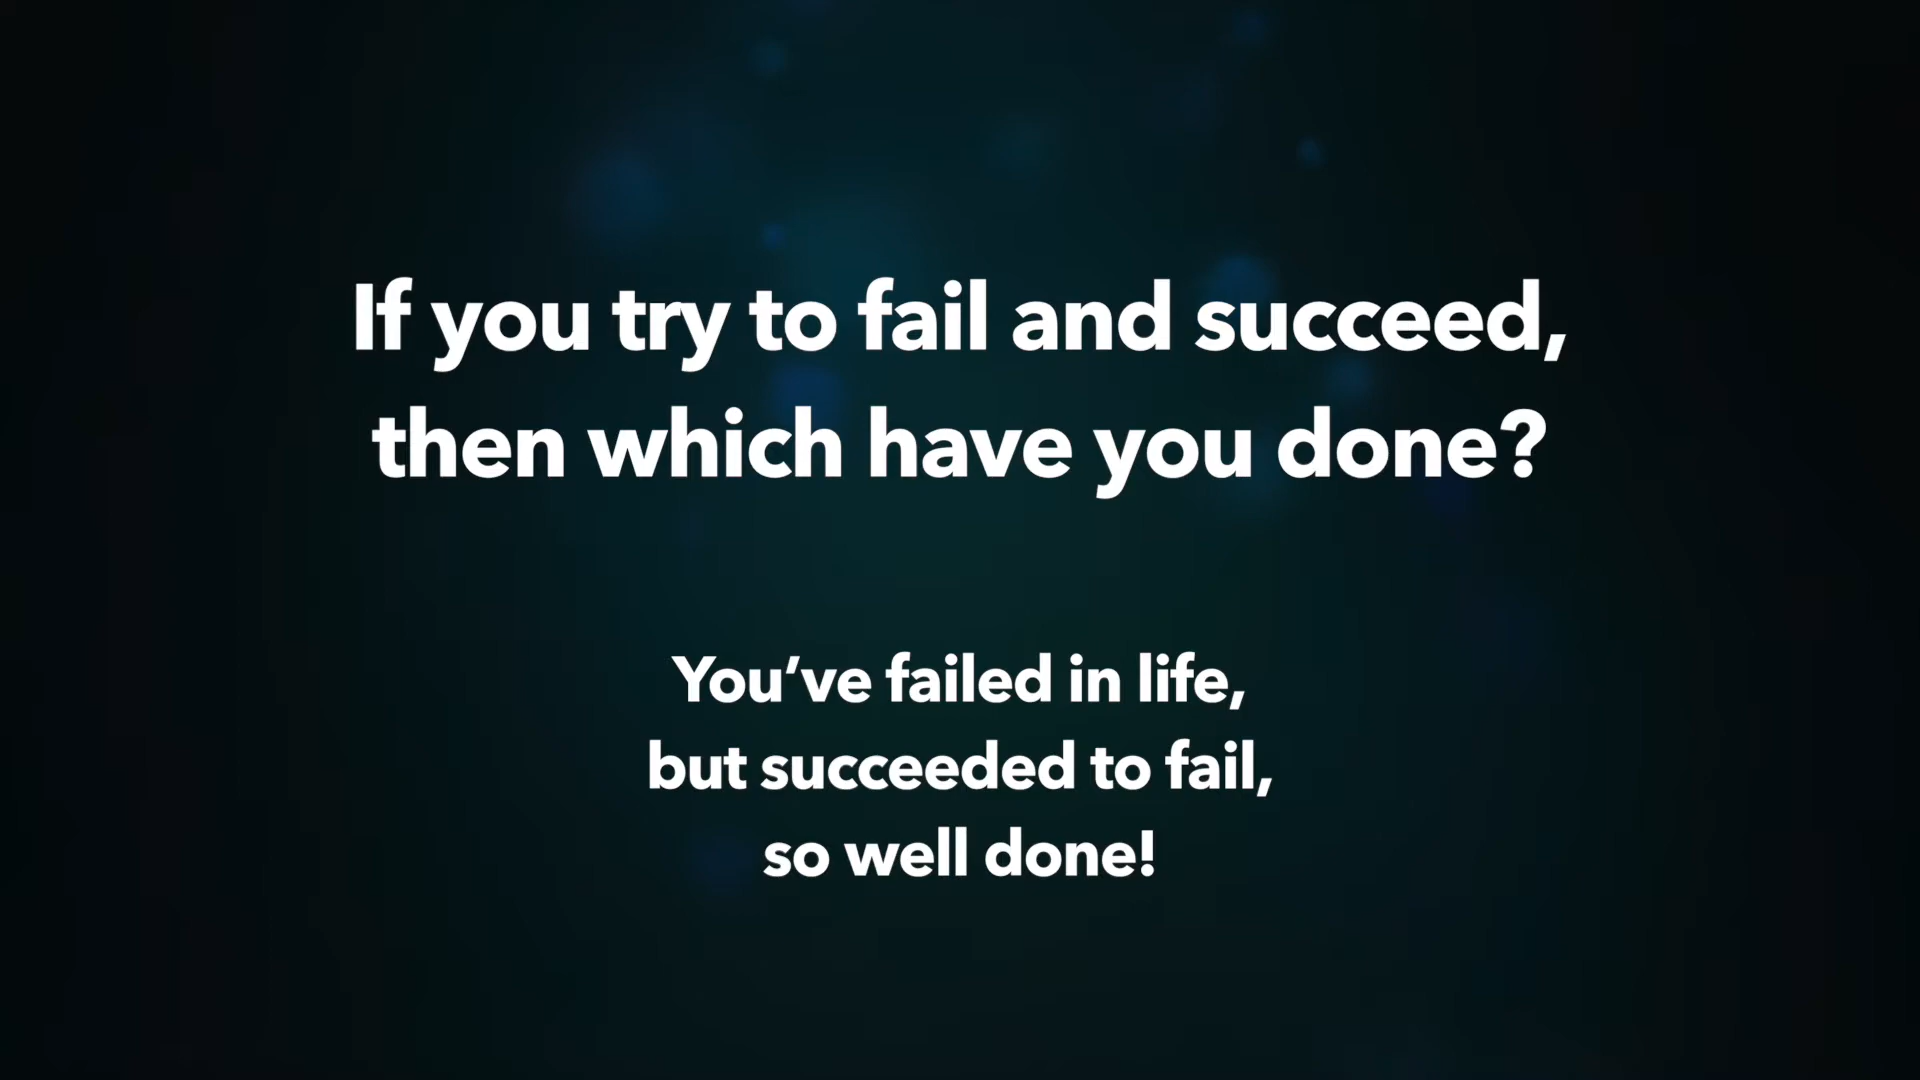 If you try to fail and succeed,
then which have you done?
You’ve failed in life,
but succeeded to fail,
so well done!